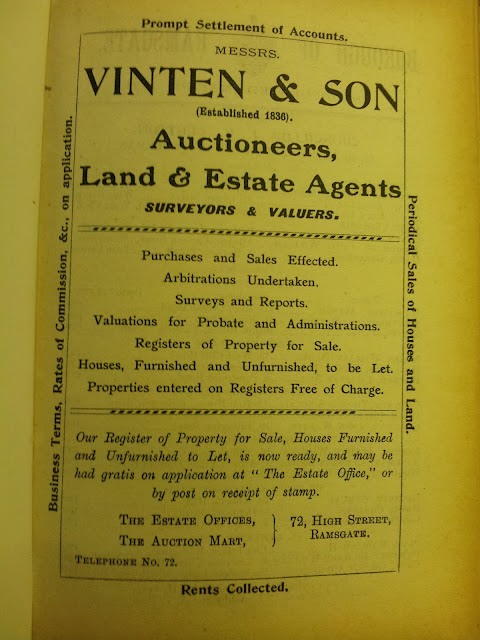 Prompt Settlement of Accounts.
MESSRS.
VINTEN & SON
(Established 1836).
Auctioneers,
Land & Estate Agents
SURVEYORS & VALUERS.
Purchases and Sales Effected.
Arbitrations Undertaken.
Surveys and Reports.
Valuations for Probate and Administrations.
Registers of Property for Sale.
Houses, Furnished and Unfurnished, to be Let.
Properties entered on Registers Free of Charge.
Our Register of Property for Sale, Houses Furnished
and Unfurnished to Let, is now ready, and may be
had gratis on application at "The Estate Office," or
by post on receipt of stamp.
THE ESTATE OFFICES, } 72, HIGH STREET,
THE AUCTION MART, } RAMSGATE.
TELEPHONE No. 72.
Rents Collected.
Business Terms, Rates of Commission, &c., on application.
Periodical Sales of Houses and Land.